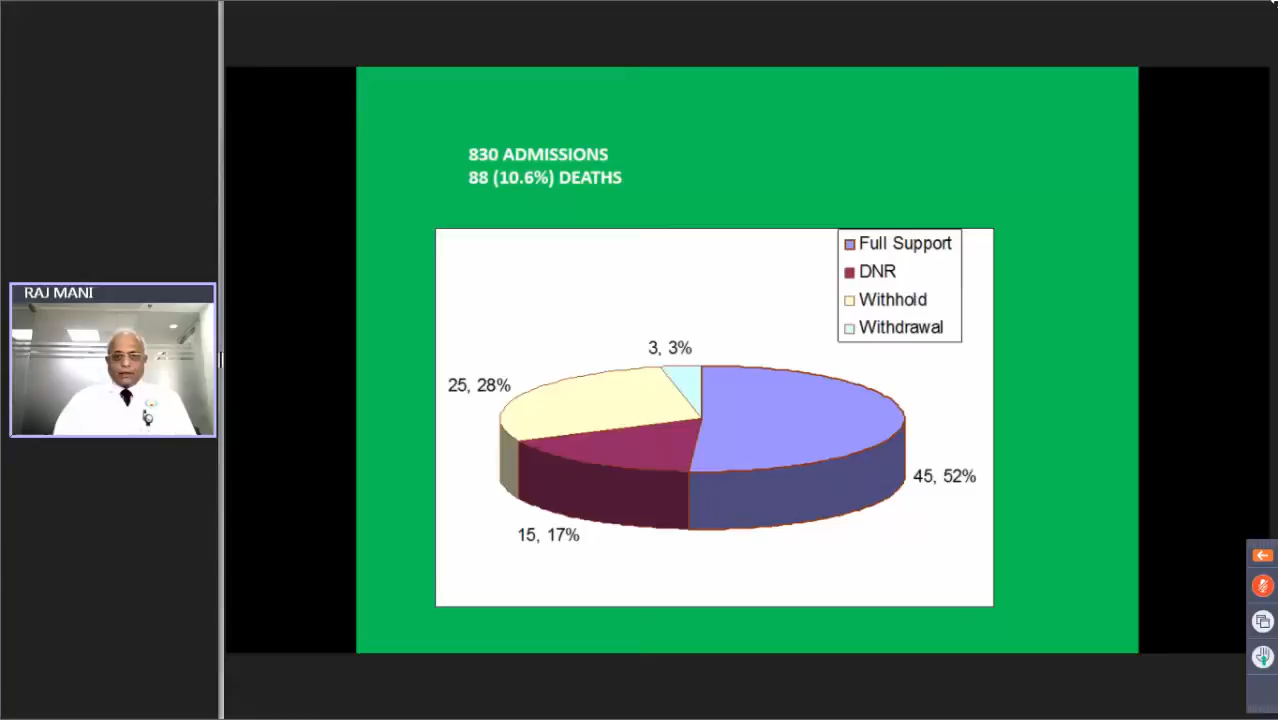 830 ADMISSIONS
88 (10.6%) DEATHS
Full Support
DNR
Withhold
Withdrawal
3, 3%
25, 28%
45, 52%
15, 17%
RAJ MANI